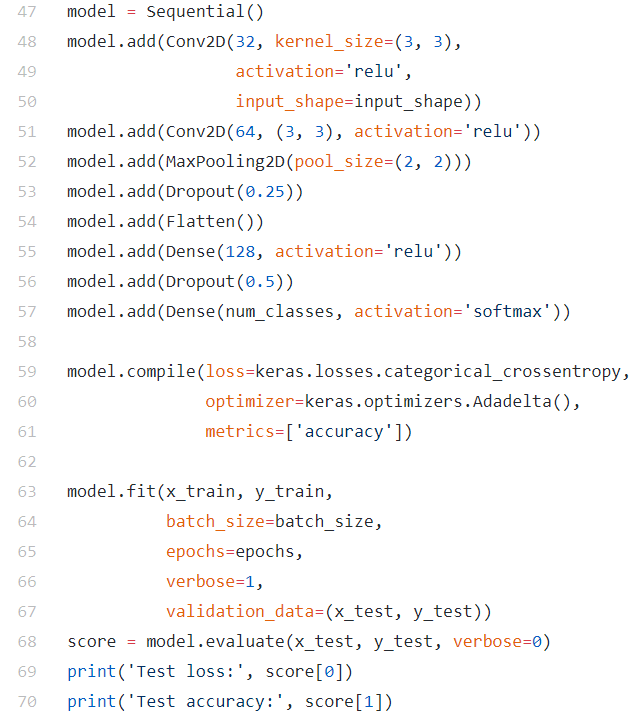 47 model = Sequential()
48 model.add(Conv2D(32, kernel_size=(3, 3),
49                  activation='relu',
50                  input_shape=input_shape))
51 model.add(Conv2D(64, (3, 3), activation='relu'))
52 model.add(MaxPooling2D(pool_size=(2, 2)))
53 model.add(Dropout(0.25))
54 model.add(Flatten())
55 model.add(Dense(128, activation='relu'))
56 model.add(Dropout(0.5))
57 model.add(Dense(num_classes, activation='softmax'))
58
59 model.compile(loss=keras.losses.categorical_crossentropy,
60               optimizer=keras.optimizers.Adadelta(),
61               metrics=['accuracy'])
62
63 model.fit(x_train, y_train,
64           batch_size=batch_size,
65           epochs=epochs,
66           verbose=1,
67           validation_data=(x_test, y_test))
68 score = model.evaluate(x_test, y_test, verbose=0)
69 print('Test loss:', score[0])
70 print('Test accuracy:', score[1])